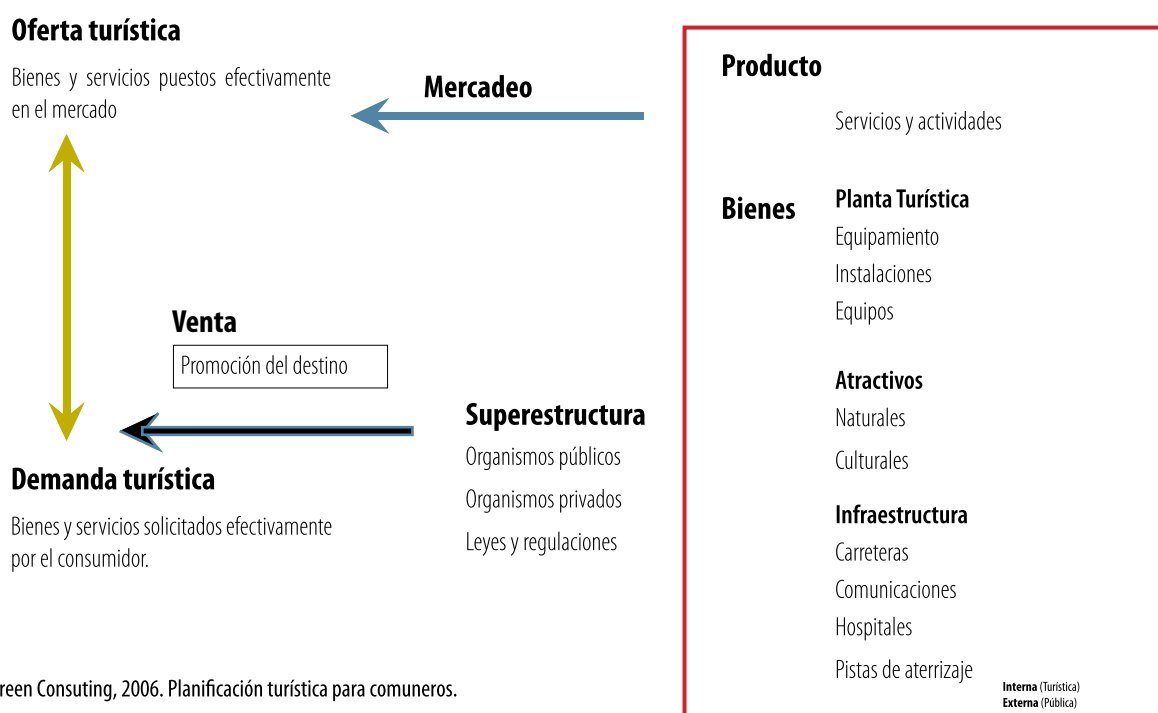 Oferta turística
Bienes y servicios puestos efectivamente
en el mercado
Mercadeo
Producto
Servicios y actividades
Bienes
Planta Turística
Equipamiento
Instalaciones
Equipos
Atractivos
Naturales
Culturales
Infraestructura
Carreteras
Comunicaciones
Hospitales
Pistas de aterrizaje
Interna (Turística)
Externa (Pública)
Venta
Promoción del destino
Superestructura
Organismos públicos
Organismos privados
Leyes y regulaciones
Demanda turística
Bienes y servicios solicitados efectivamente
por el consumidor.
reen Consuting, 2006. Planificación turística para comuneros.